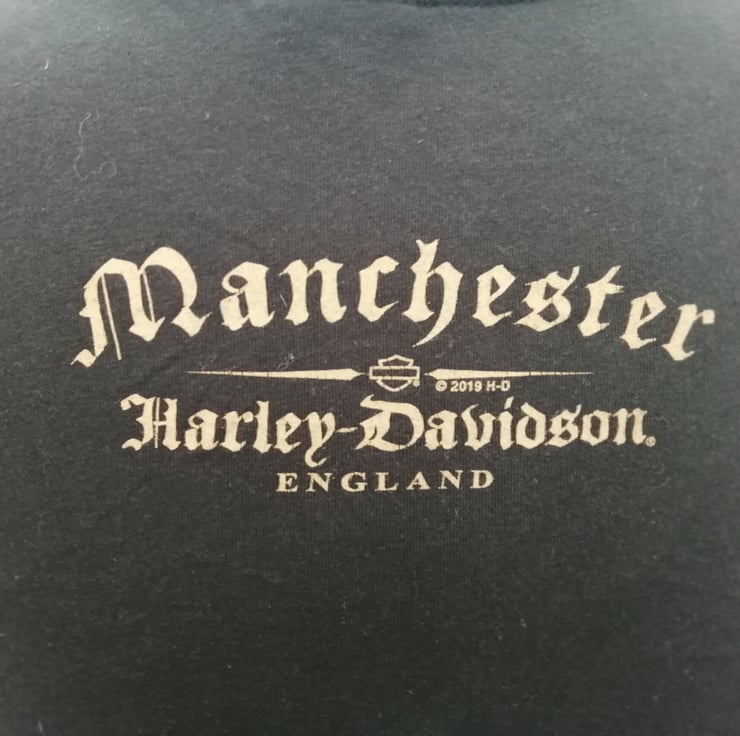 Manchester
© 2019 H-D
Harley-Davidson.
ENGLAND